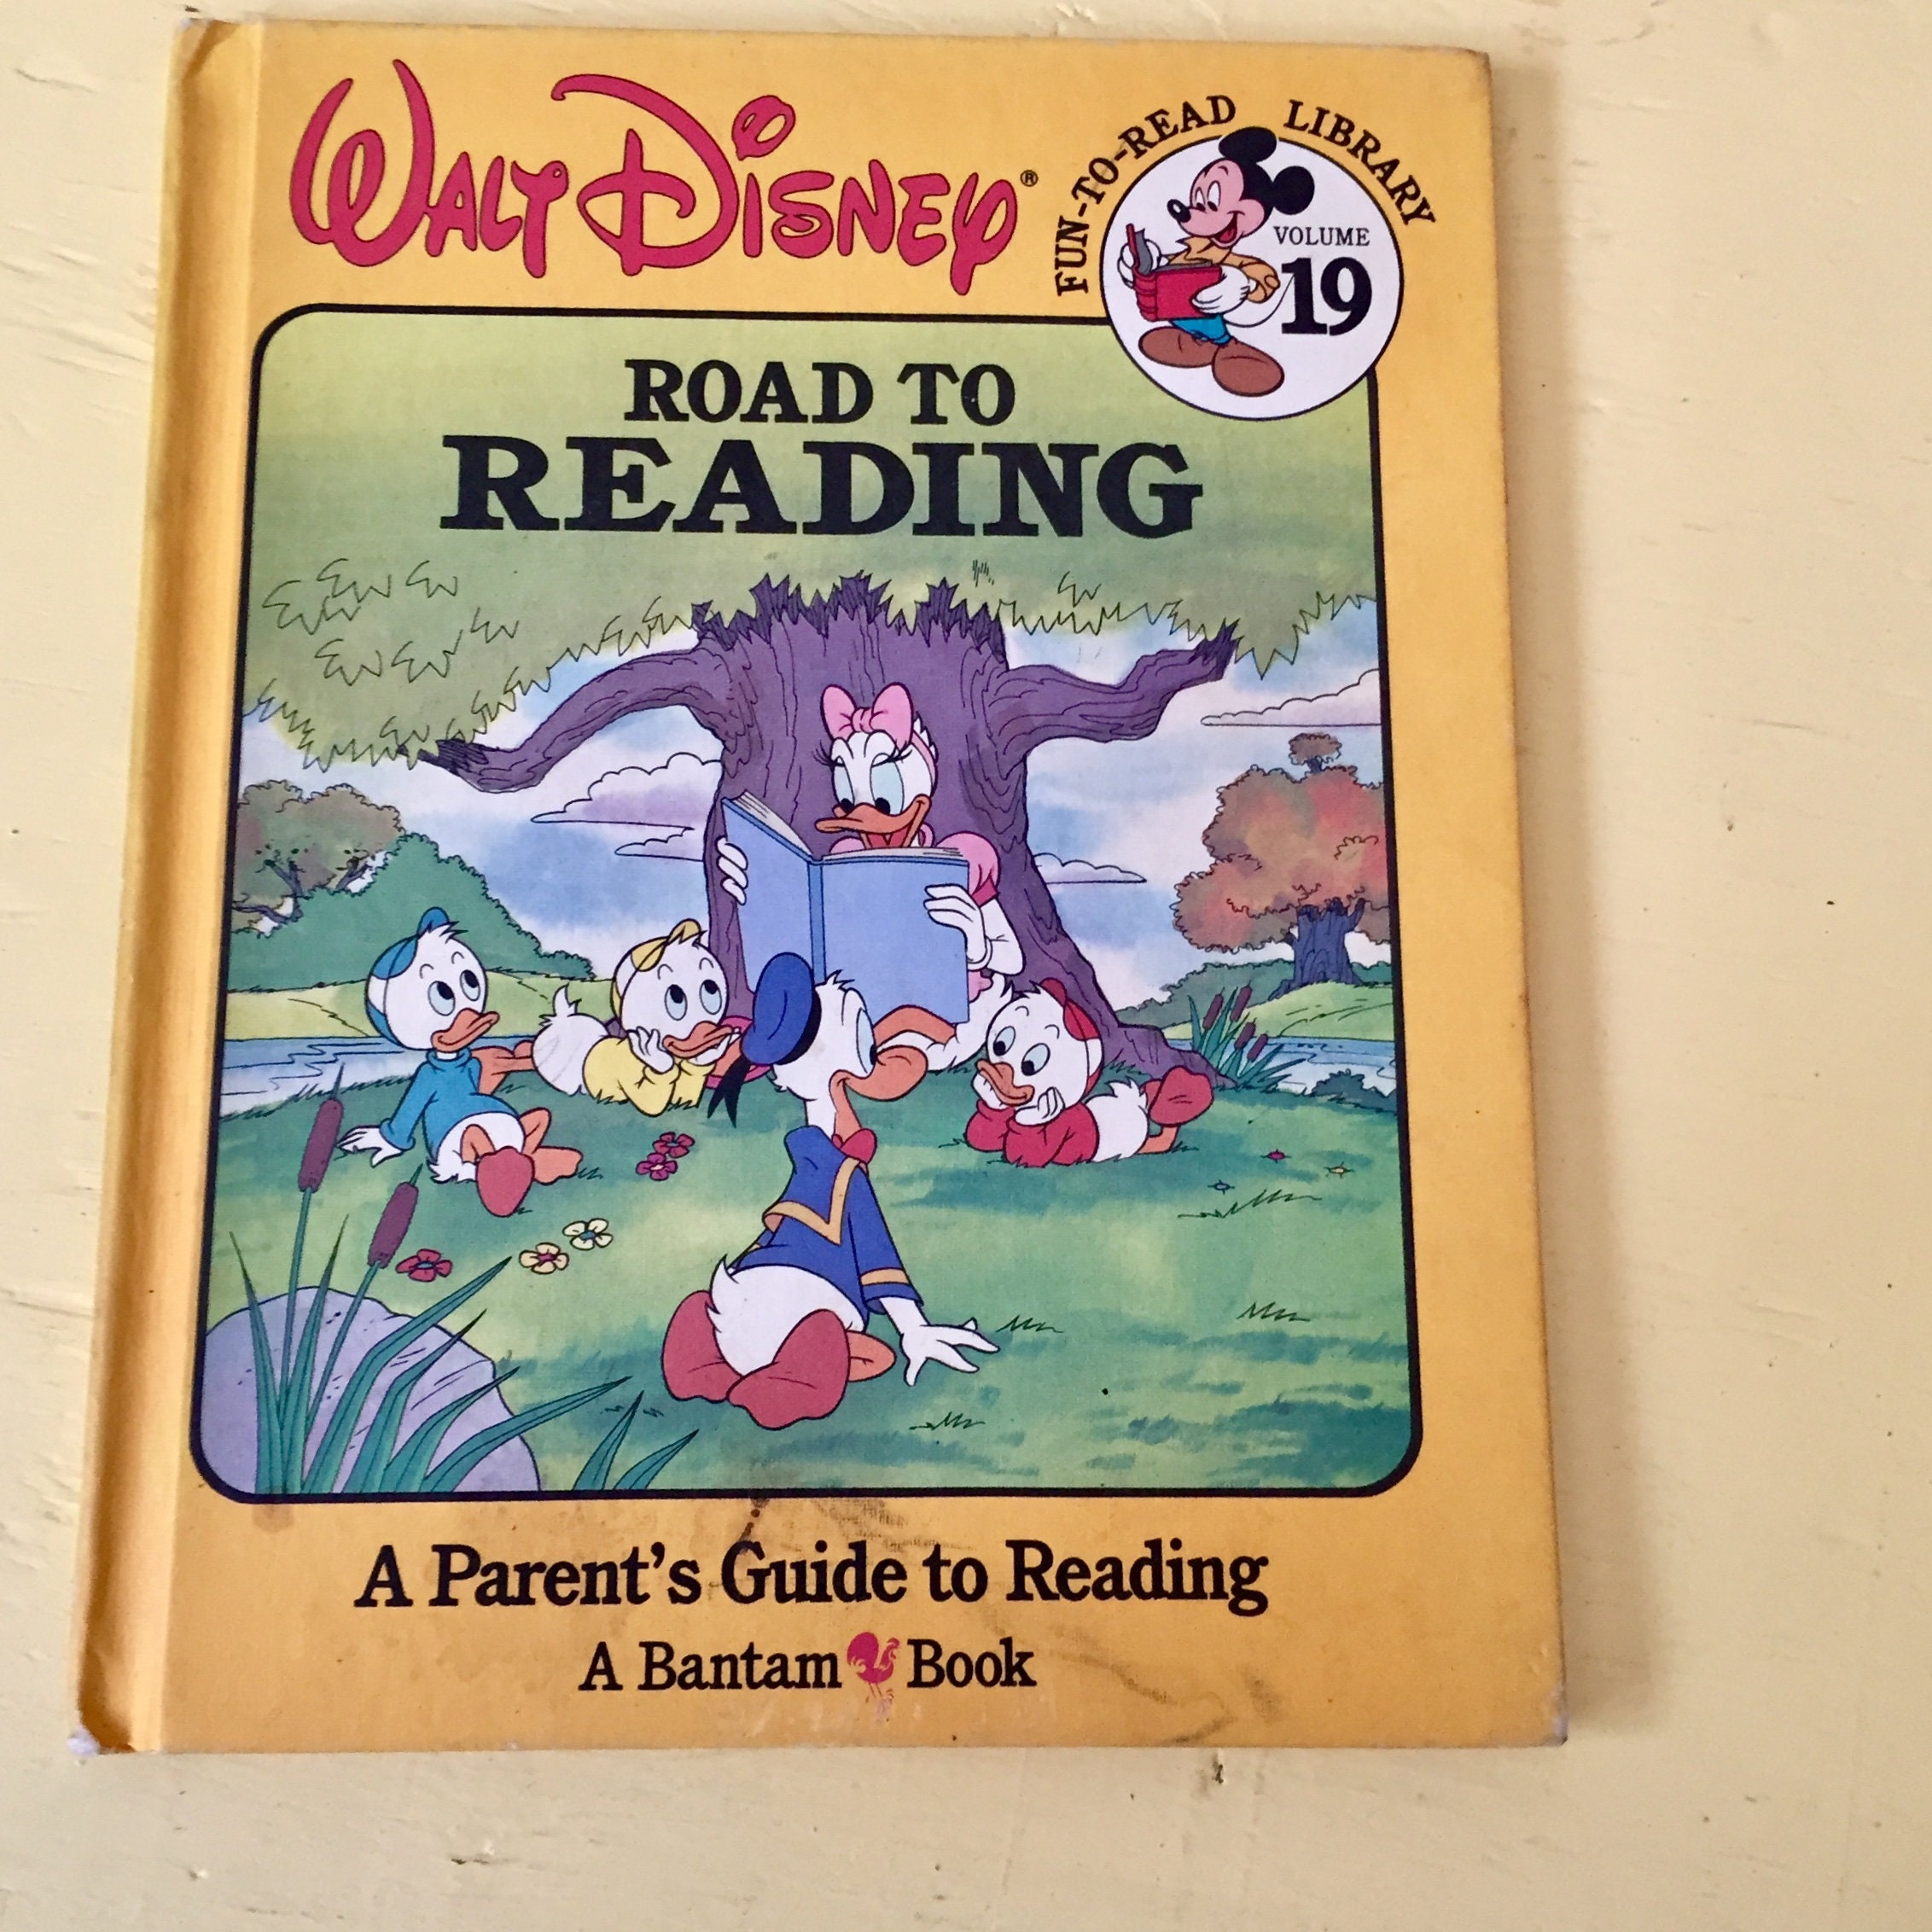 WALT DISNEY®
FUN-TO-READ LIBRARY
VOLUME
19
ROAD TO
READING
A Parent's Guide to Reading
A Bantam Book